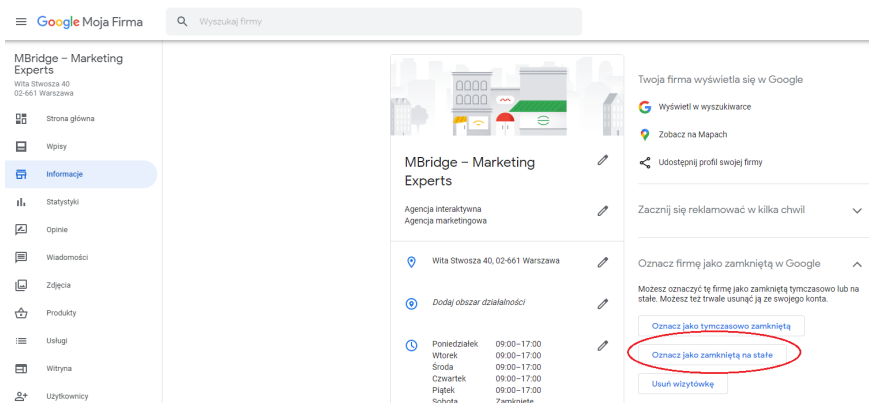 Google Moja Firma
Wyszukaj firmy
MBridge – Marketing
Experts
Wita Stwosza 40
02-661 Warszawa
Strona główna
Wpisy
Informacje
Statystyki
Opinie
Wiadomości
Zdjęcia
Produkty
Usługi
Witryna
Użytkownicy
MBridge – Marketing
Experts
Agencja interaktywna
Agencja marketingowa
Wita Stwosza 40, 02-661 Warszawa
Dodaj obszar działalności
Poniedziałek 09:00–17:00
Wtorek 09:00–17:00
Środa 09:00–17:00
Czwartek 09:00–17:00
Piątek 09:00–17:00
Sobota Zamknięte
Twoja firma wyświetla się w Google
Wyświetl w wyszukiwarce
Zobacz na Mapach
Udostępnij profil swojej firmy
Zacznij się reklamować w kilka chwil
Oznacz firmę jako zamkniętą w Google
Możesz oznaczyć tę firmę jako zamkniętą tymczasowo lub na
stałe. Możesz też trwale usunąć ją ze swojego konta.
Oznacz jako tymczasowo zamkniętą
Oznacz jako zamkniętą na stałe
Usuń wizytówkę